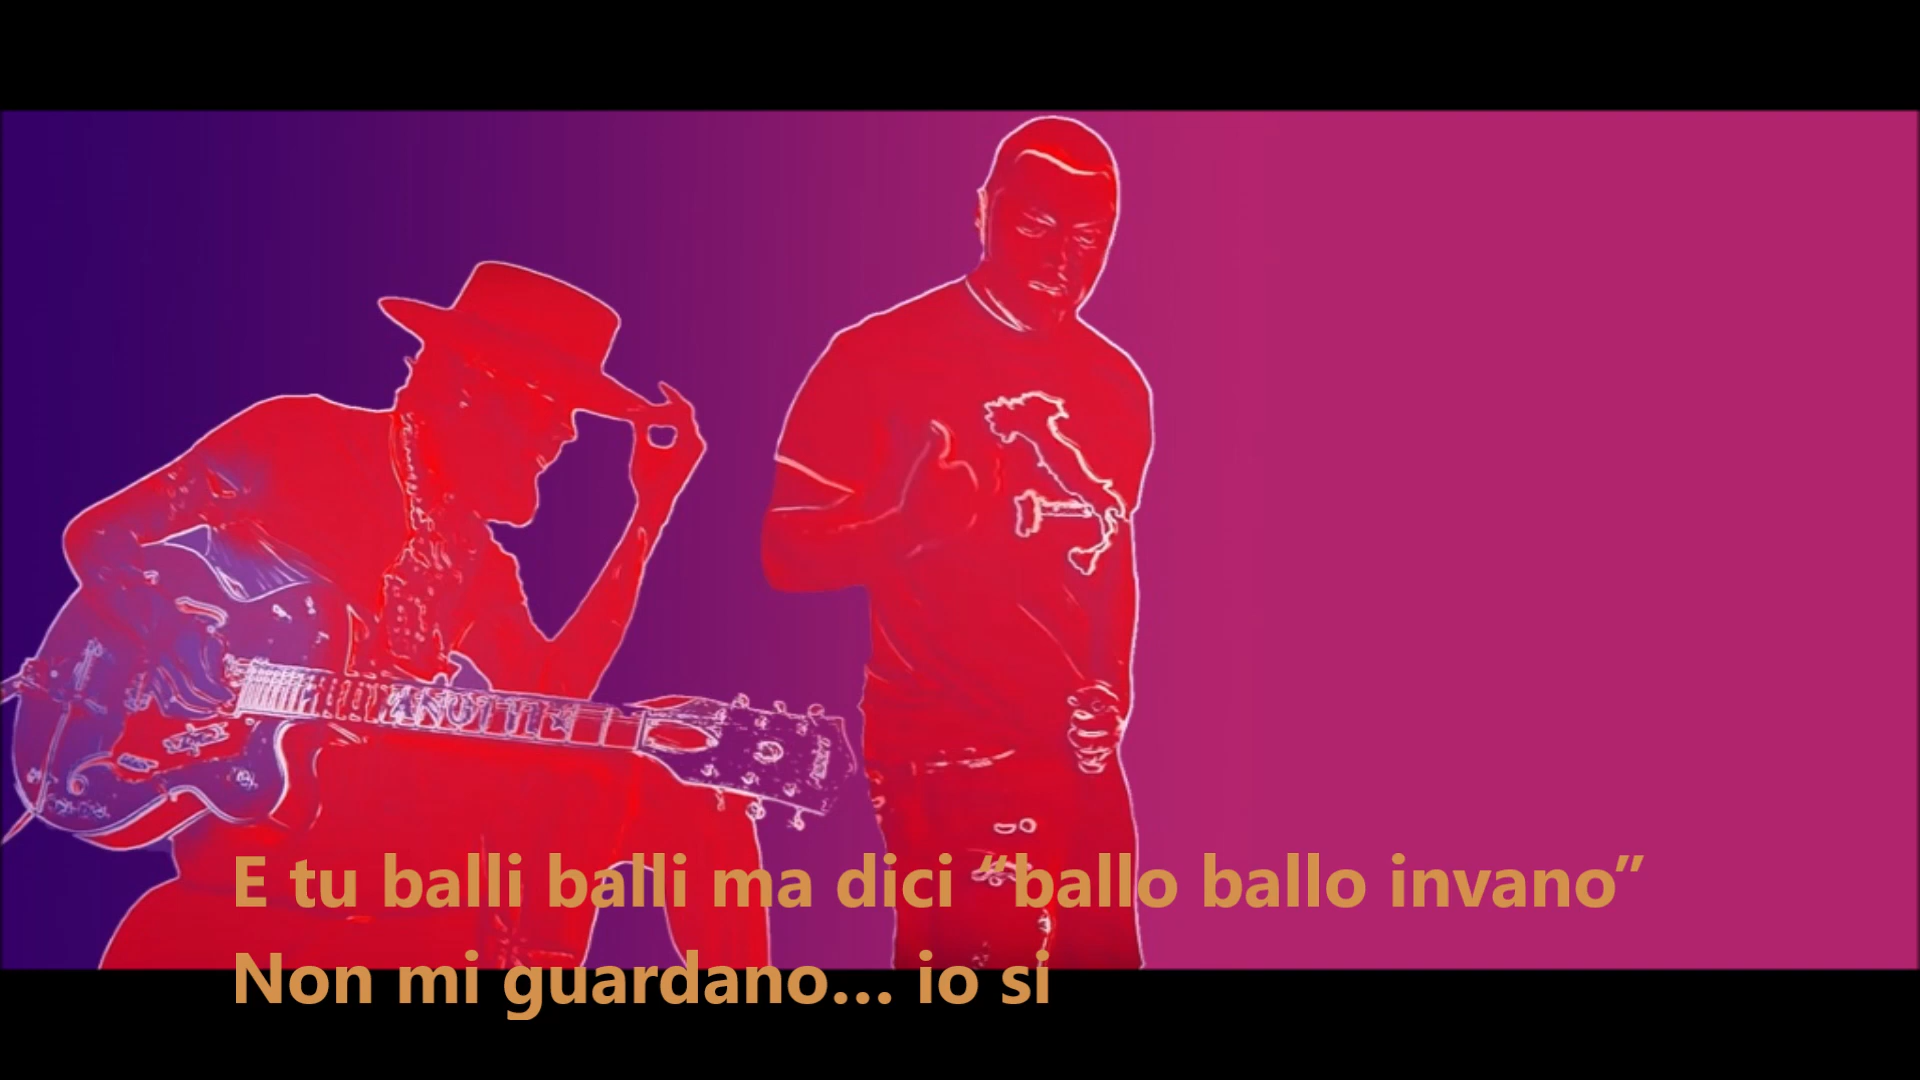 E tu balli balli ma dici “ballo ballo invano”
Non mi guardano... io si